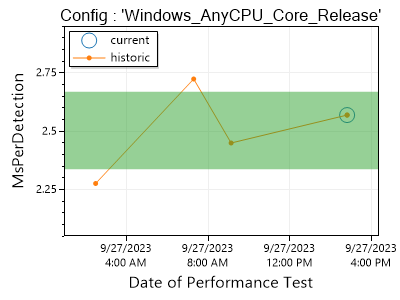 Config : 'Windows_AnyCPU_Core_Release'
current
historic
MsPerDetection
2.75
2.5
2.25
9/27/2023
4:00 AM
9/27/2023
8:00 AM
9/27/2023
12:00 PM
9/27/2023
4:00 PM
Date of Performance Test